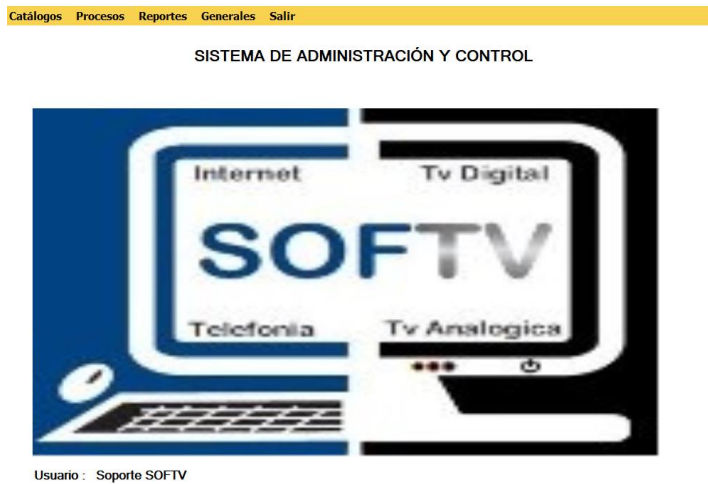 Catálogos Procesos Reportes Generales Salir
SISTEMA DE ADMINISTRACIÓN Y CONTROL
Internet Tv Digital
SOFTV
Telefonia Tv Analogica
Usuario : Soporte SOFTV